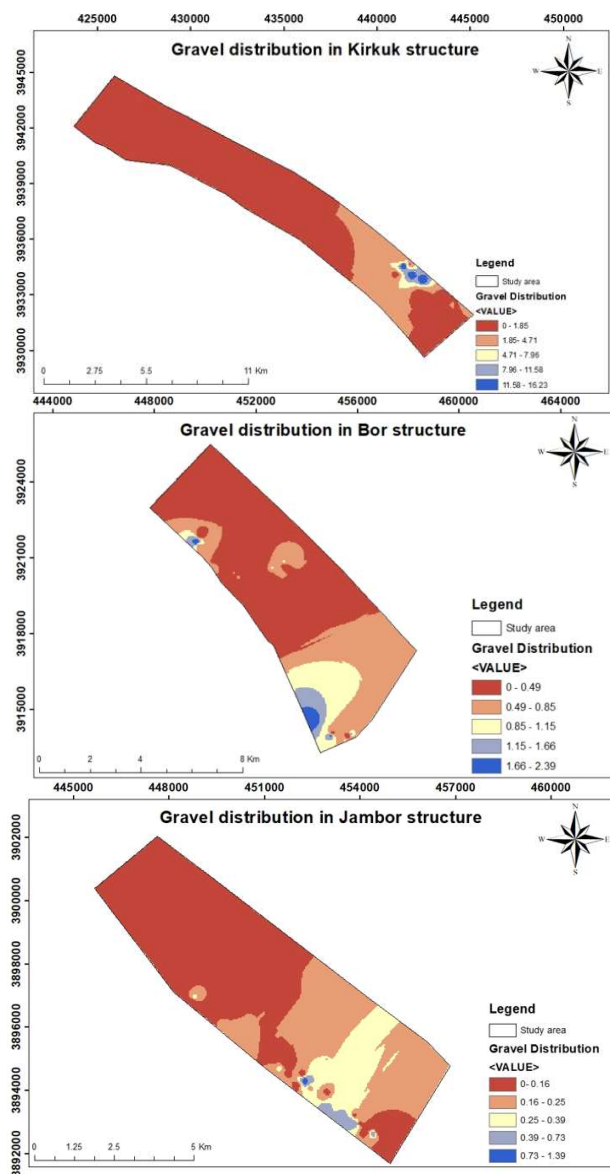 425000 430000 435000 440000 445000 450000
Gravel distribution in Kirkuk structure
N
W E
S
3945000
3942000
3939000
3936000
3933000
3930000
Legend
Study area
Gravel Distribution
<VALUE>
0 - 1.85
1.85- 4.71
4.71 - 7.96
7.96 - 11.58
11.58 - 16.23
0 2.75 5.5 11 Km
444000 448000 452000 456000 460000 464000
Gravel distribution in Bor structure
N
W E
S
3924000
3921000
3918000
3915000
Legend
Study area
Gravel Distribution
<VALUE>
0 - 0.49
0.49 - 0.85
0.85 - 1.15
1.15 - 1.66
1.66 - 2.39
0 2 4 8 Km
445000 448000 451000 454000 457000 460000
Gravel distribution in Jambor structure
N
W E
S
3902000
3900000
3898000
3896000
3894000
3892000
Legend
Study area
Gravel Distribution
<VALUE>
0- 0.16
0.16 - 0.25
0.25 - 0.39
0.39 - 0.73
0.73 - 1.39
0 1.25 2.5 5 Km